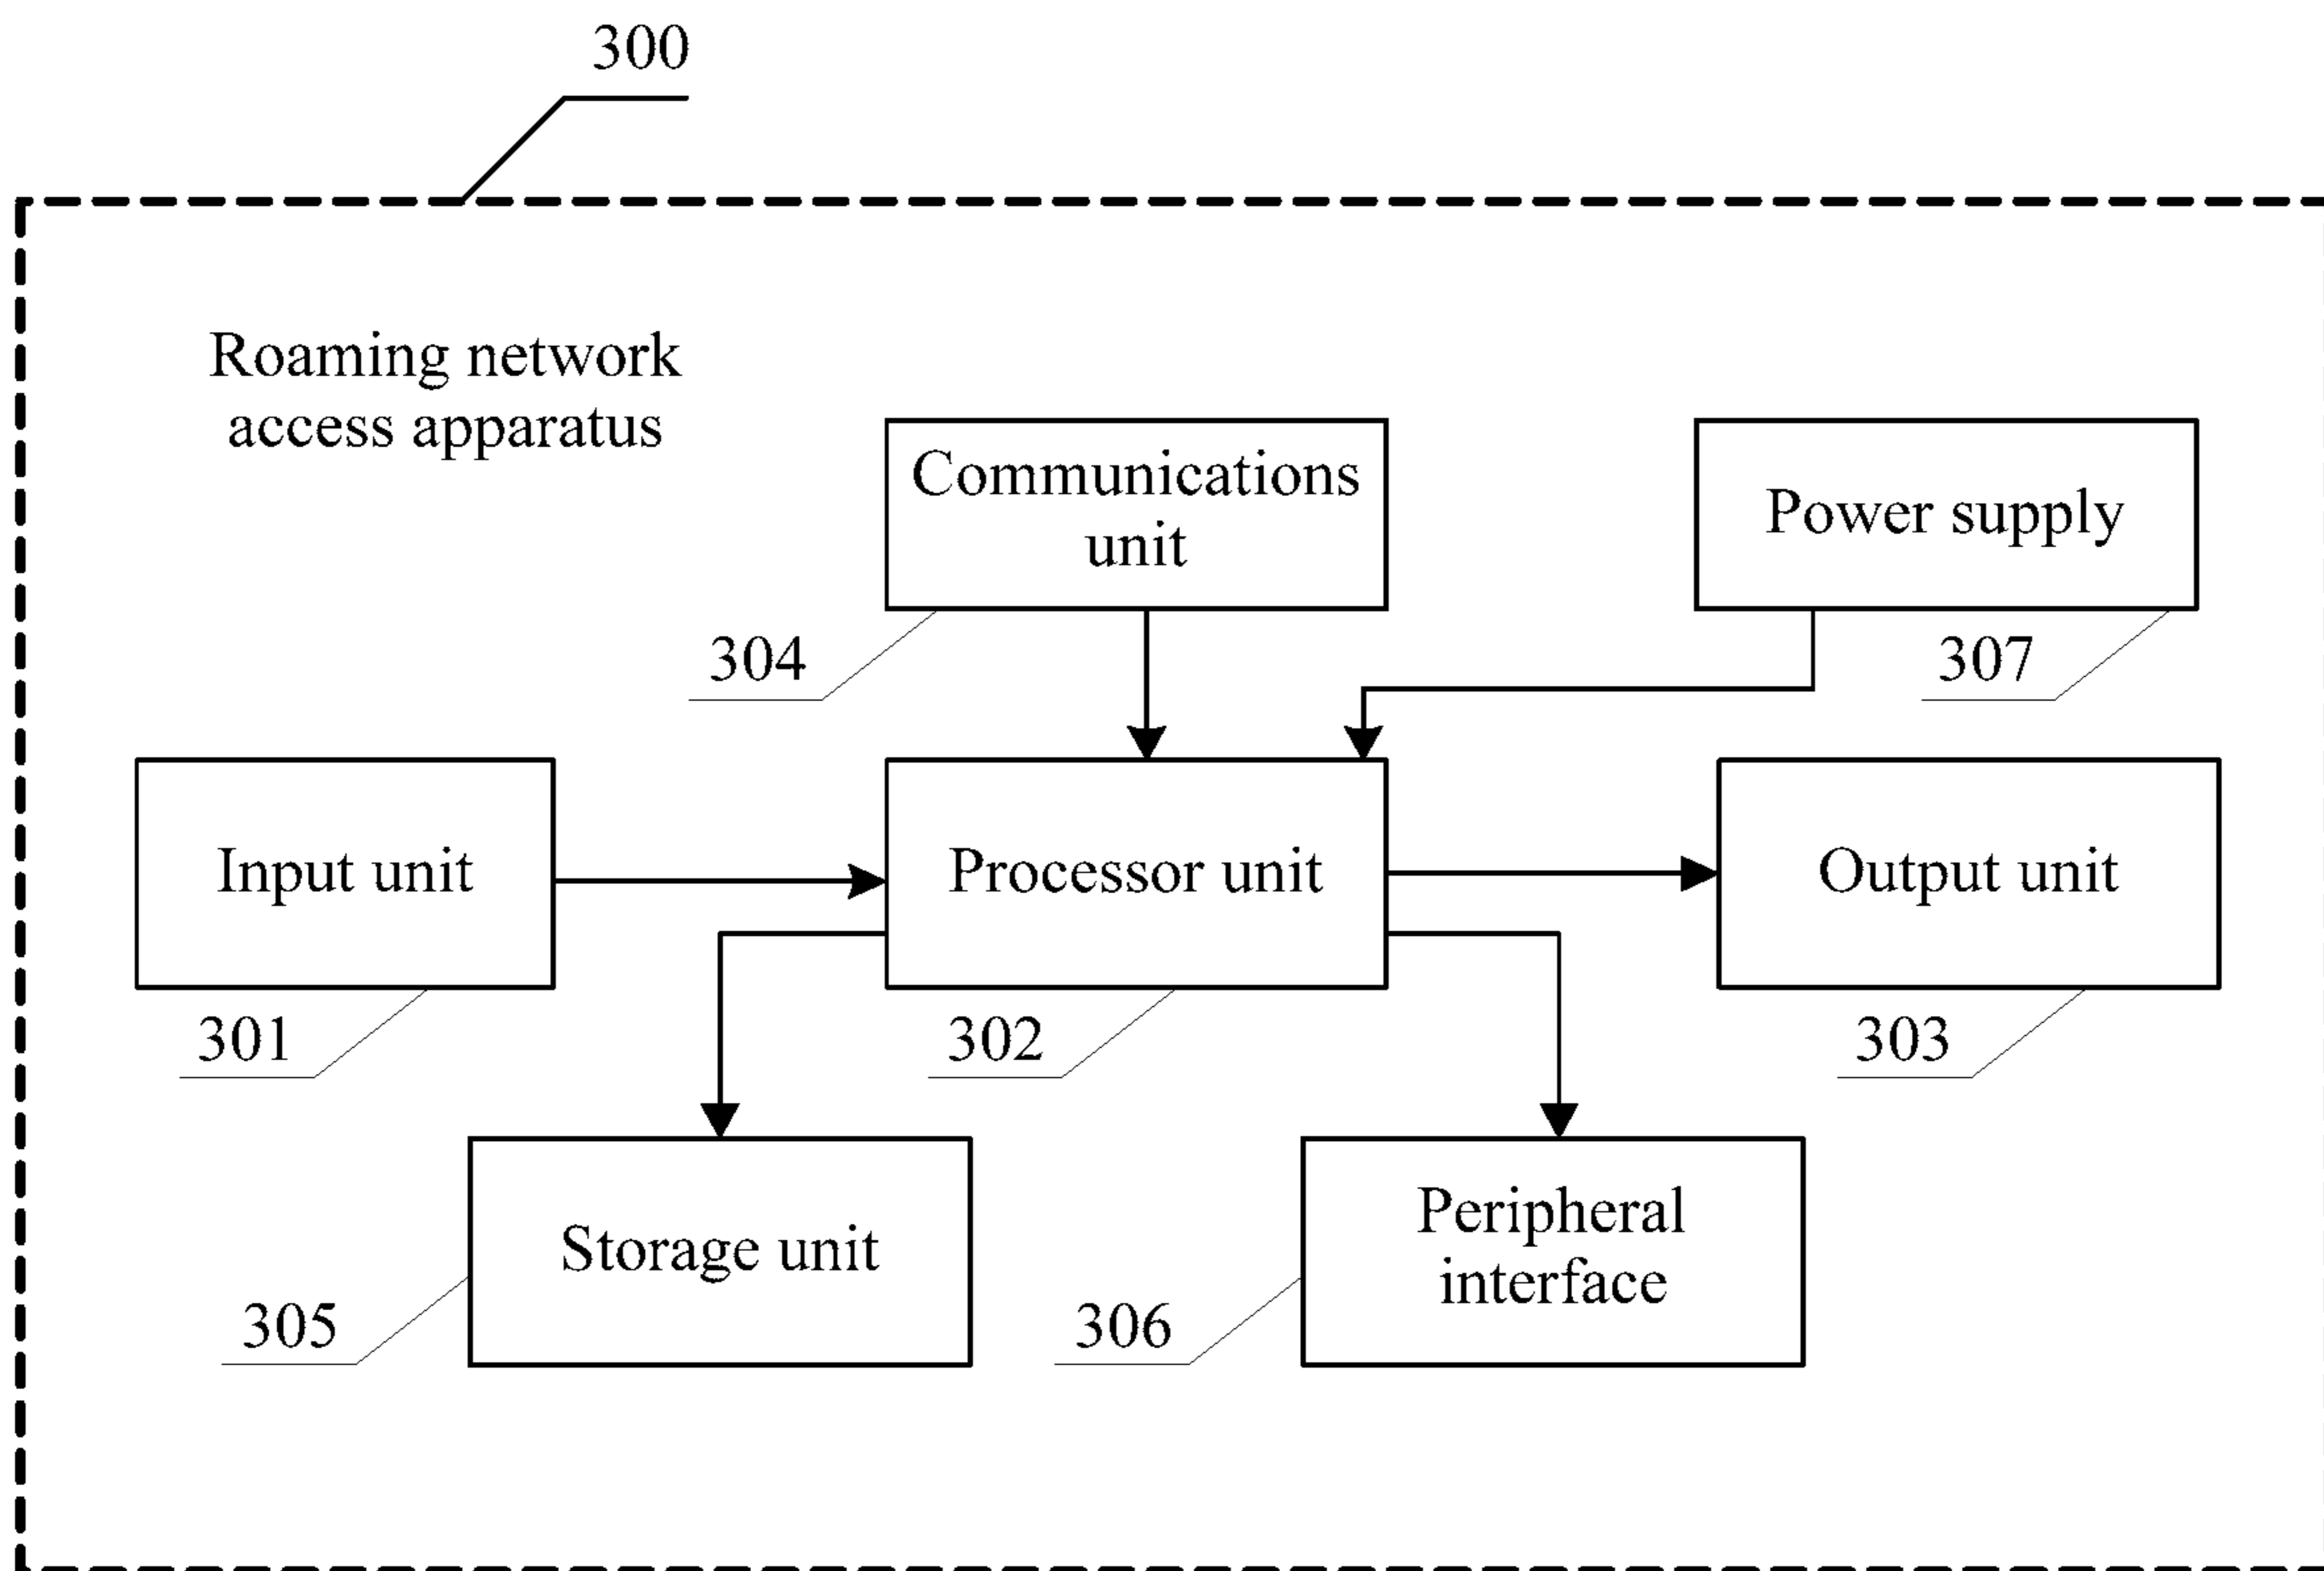 300
Roaming network
access apparatus
Communications
unit
Power supply
304
307
Input unit
Processor unit
Output unit
301
302
303
Storage unit
Peripheral
interface
305
306